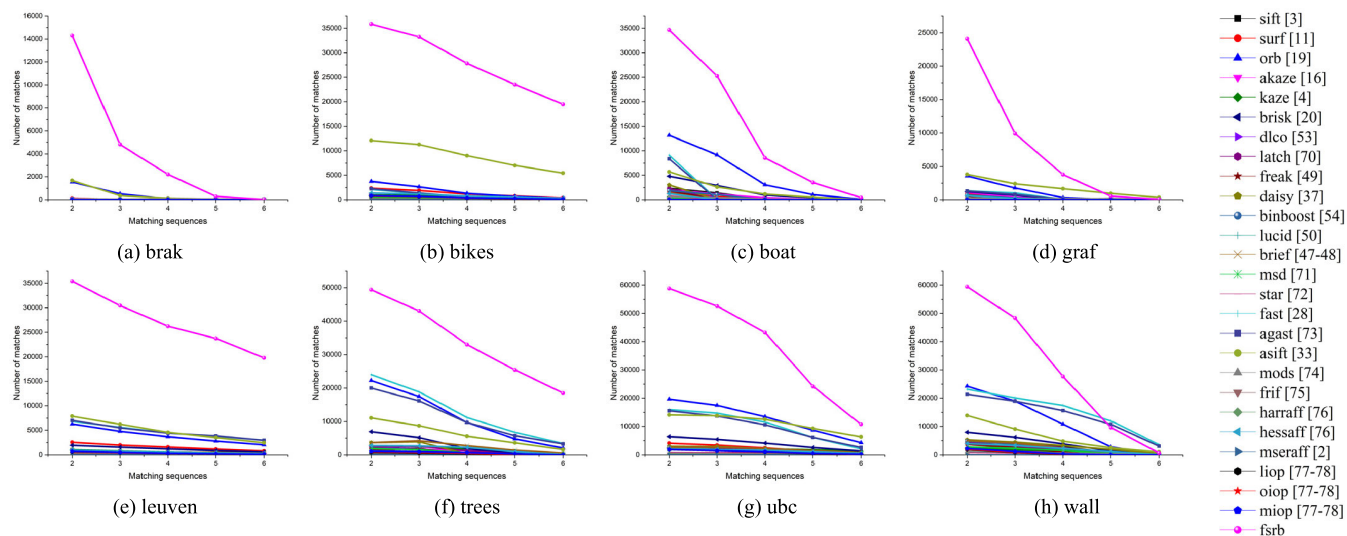 16000
14000
12000
10000
8000
6000
4000
2000
0
Number of matches
2 3 4 5 6
Matching sequences
(a) brak
35000
30000
25000
20000
15000
10000
5000
0
Number of matches
2 3 4 5 6
Matching sequences
(b) bikes
35000
30000
25000
20000
15000
10000
5000
0
Number of matches
2 3 4 5 6
Matching sequences
(c) boat
25000
20000
15000
10000
5000
0
Number of matches
2 3 4 5 6
Matching sequences
(d) graf
35000
30000
25000
20000
15000
10000
5000
0
Number of matches
2 3 4 5 6
Matching sequences
(e) leuven
50000
40000
30000
20000
10000
0
Number of matches
2 3 4 5 6
Matching sequences
(f) trees
60000
50000
40000
30000
20000
10000
0
Number of matches
2 3 4 5 6
Matching sequences
(g) ubc
60000
50000
40000
30000
20000
10000
0
Number of matches
2 3 4 5 6
Matching sequences
(h) wall
sift [3]
surf [11]
orb [19]
akaze [16]
kaze [4]
brisk [20]
dlco [53]
latch [70]
freak [49]
daisy [37]
binboost [54]
lucid [50]
brief [47-48]
msd [71]
star [72]
fast [28]
agast [73]
asift [33]
mods [74]
frif [75]
harraff [76]
hessaff [76]
mseraff [2]
liop [77-78]
oiop [77-78]
miop [77-78]
fsrb